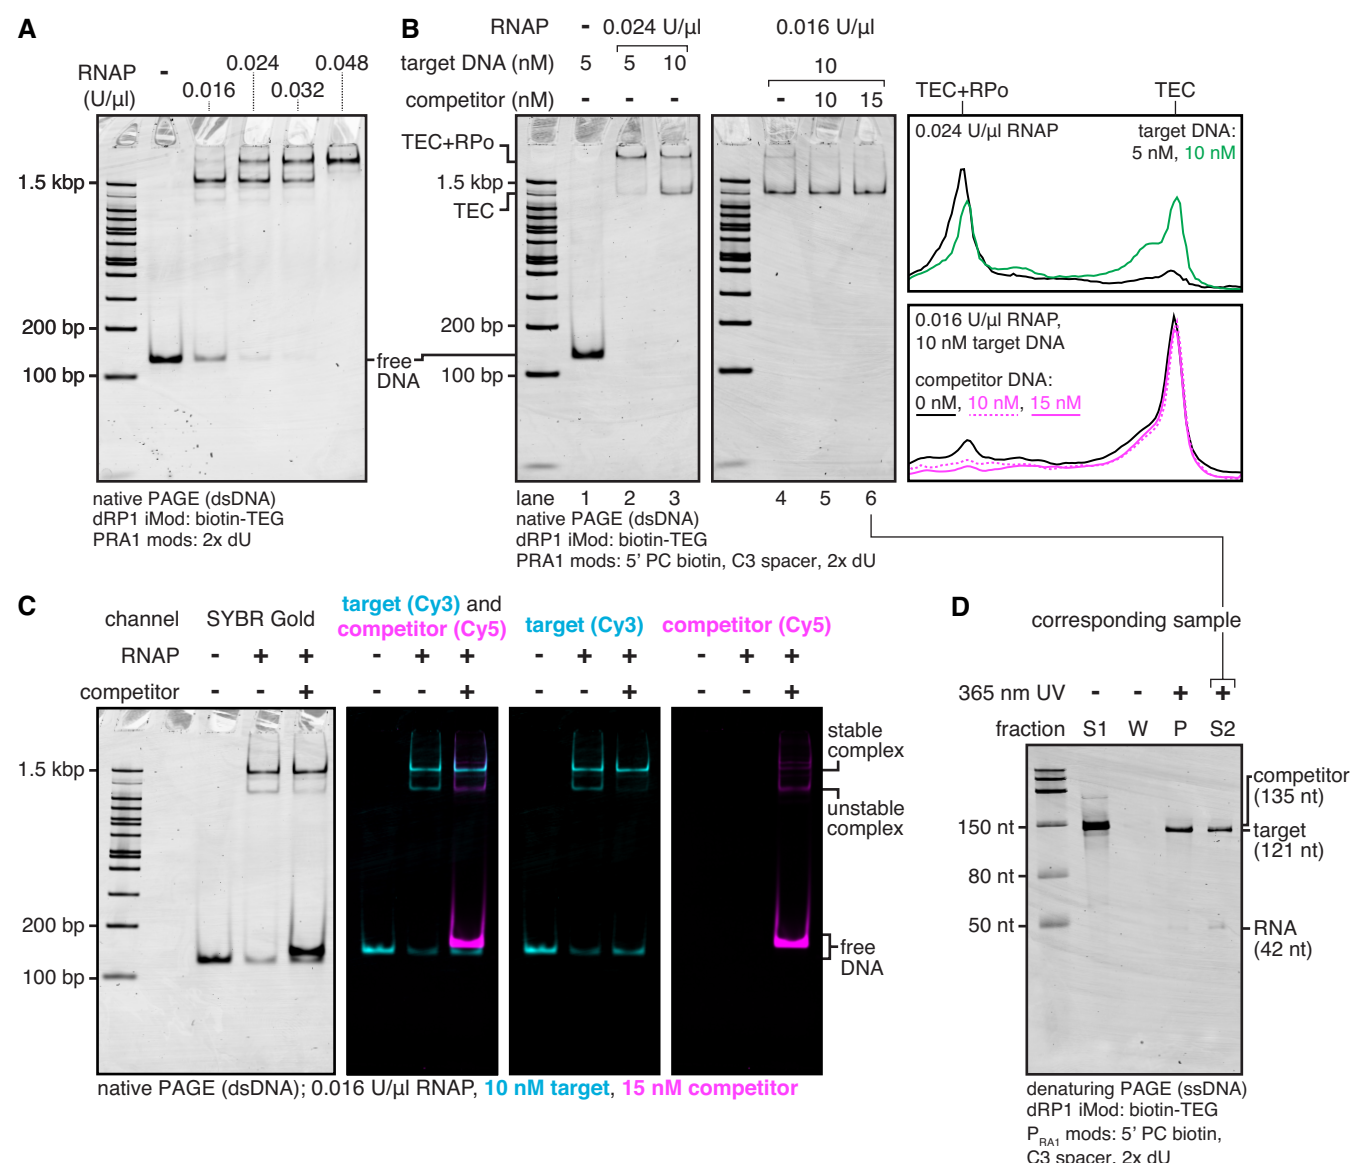 A
RNAP
(U/µl)
-
0.016
0.024
0.032
0.048
1.5 kbp
200 bp
100 bp
free
DNA
native PAGE (dsDNA)
dRP1 iMod: biotin-TEG
PRA1 mods: 2x dU
B
RNAP - 0.024 U/µl 0.016 U/µl
target DNA (nM) 5 5 10 10
competitor (nM) - - - - 10 15
TEC+RPo
1.5 kbp
TEC
200 bp
100 bp
lane 1 2 3 4 5 6
native PAGE (dsDNA)
dRP1 iMod: biotin-TEG
PRA1 mods: 5’ PC biotin, C3 spacer, 2x dU
TEC+RPo TEC
0.024 U/µl RNAP
target DNA:
5 nM, 10 nM
0.016 U/µl RNAP,
10 nM target DNA
competitor DNA:
0 nM, 10 nM, 15 nM
C
channel SYBR Gold
target (Cy3) and
competitor (Cy5)
target (Cy3)
competitor (Cy5)
RNAP - + + - + + - + + - + +
competitor - - + - - + - - + - - +
1.5 kbp
200 bp
100 bp
stable
complex
unstable
complex
free
DNA
native PAGE (dsDNA); 0.016 U/µl RNAP, 10 nM target, 15 nM competitor
D
corresponding sample
365 nm UV - - + +
fraction S1 W P S2
150 nt
80 nt
50 nt
competitor
(135 nt)
target
(121 nt)
RNA
(42 nt)
denaturing PAGE (ssDNA)
dRP1 iMod: biotin-TEG
PRA1 mods: 5’ PC biotin,
C3 spacer, 2x dU